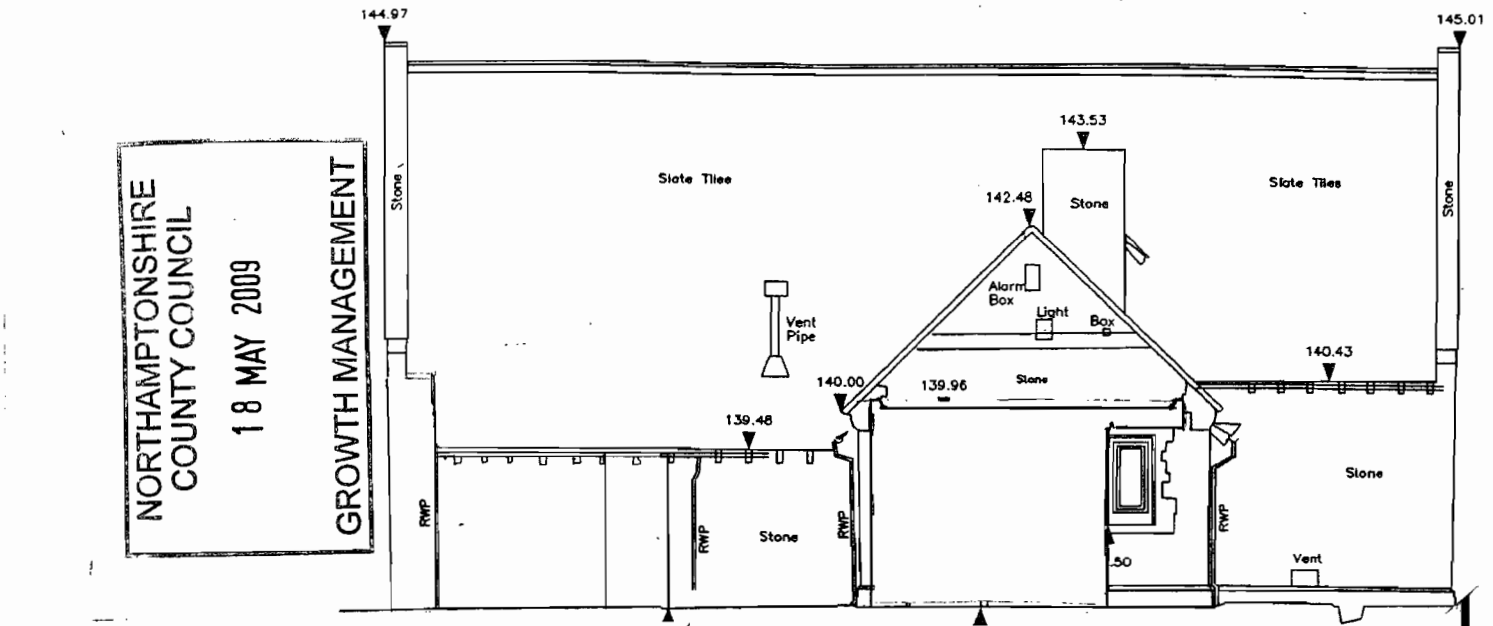 144.97
145.01
143.53
142.48
140.43
140.00
139.96
139.48
.50
NORTHAMPTONSHIRE
COUNTY COUNCIL
18 MAY 2009
GROWTH MANAGEMENT
Stone
Slate Tiles
Stone
Slate Tiles
Stone
Alarm
Box
Light
Box
Vent
Pipe
Stone
Stone
RWP
RWP
Stone
RWP
RWP
Vent